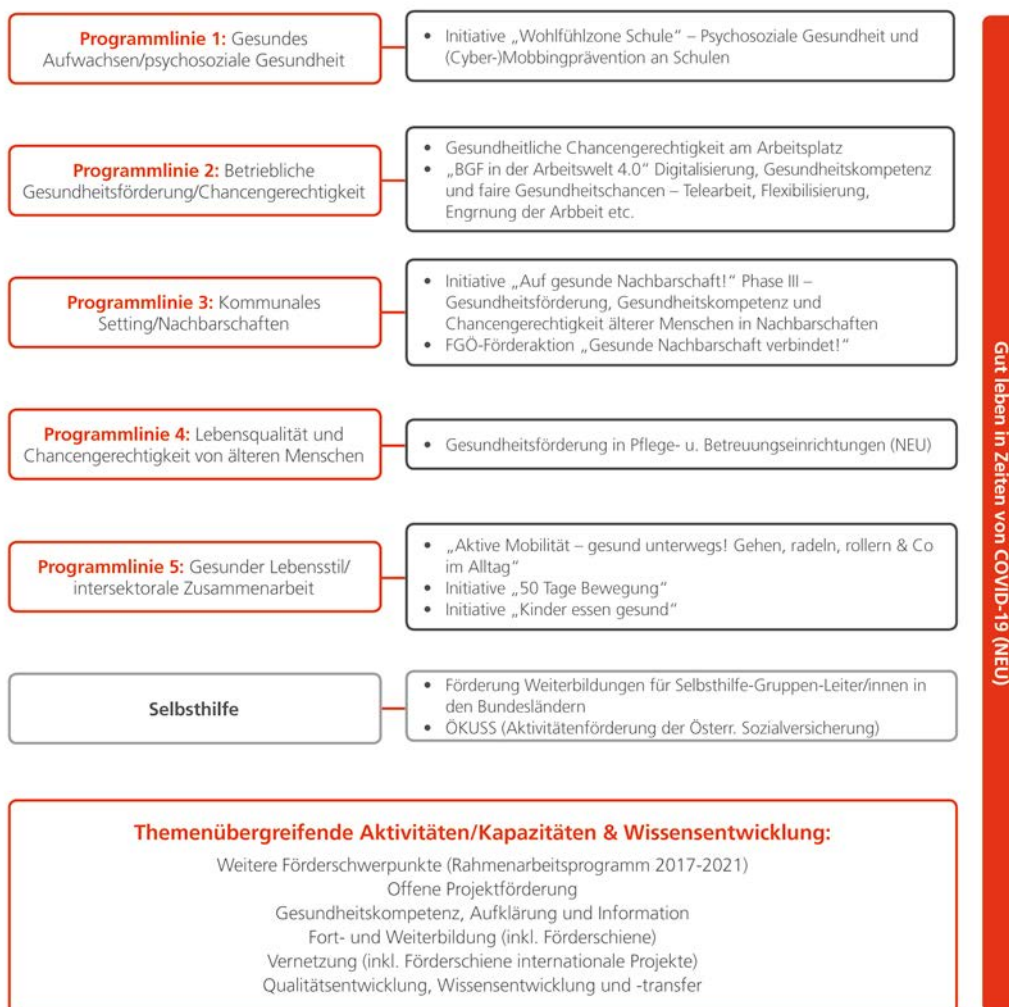 Programmlinie 1: Gesundes
Aufwachsen/psychosoziale Gesundheit
• Initiative „Wohlfühlzone Schule“ – Psychosoziale Gesundheit und
(Cyber-)Mobbingprävention an Schulen
Programmlinie 2: Betriebliche
Gesundheitsförderung/Chancengerechtigkeit
• Gesundheitliche Chancengerechtigkeit am Arbeitsplatz
• „BGF in der Arbeitswelt 4.0“ Digitalisierung, Gesundheitskompetenz
und faire Gesundheitschancen – Telearbeit, Flexibilisierung,
Engrnung der Arbbeit etc.
Programmlinie 3: Kommunales
Setting/Nachbarschaften
• Initiative „Auf gesunde Nachbarschaft!“ Phase III –
Gesundheitsförderung, Gesundheitskompetenz und
Chancengerechtigkeit älterer Menschen in Nachbarschaften
• FGÖ-Förderaktion „Gesunde Nachbarschaft verbindet!“
Programmlinie 4: Lebensqualität und
Chancengerechtigkeit von älteren Menschen
• Gesundheitsförderung in Pflege- u. Betreuungseinrichtungen (NEU)
Programmlinie 5: Gesunder Lebensstil/
intersektorale Zusammenarbeit
• „Aktive Mobilität – gesund unterwegs! Gehen, radeln, rollern & Co
im Alltag“
• Initiative „50 Tage Bewegung“
• Initiative „Kinder essen gesund“
Selbsthilfe
• Förderung Weiterbildungen für Selbsthilfe-Gruppen-Leiter/innen in
den Bundesländern
• ÖKUSS (Aktivitätenförderung der Österr. Sozialversicherung)
Themenübergreifende Aktivitäten/Kapazitäten & Wissensentwicklung:
Weitere Förderschwerpunkte (Rahmenarbeitsprogramm 2017-2021)
Offene Projektförderung
Gesundheitskompetenz, Aufklärung und Information
Fort- und Weiterbildung (inkl. Förderschiene)
Vernetzung (inkl. Förderschiene internationale Projekte)
Qualitätsentwicklung, Wissensentwicklung und -transfer
Gut leben in Zeiten von COVID-19 (NEU)